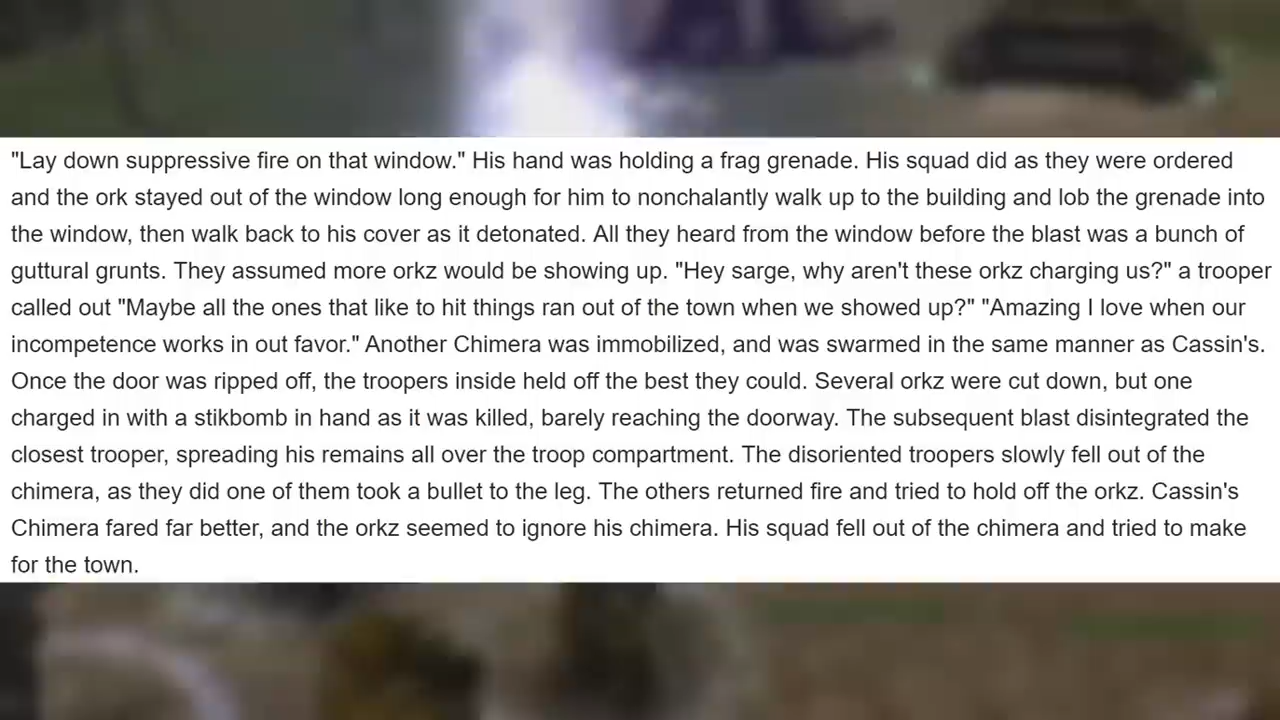 "Lay down suppressive fire on that window." His hand was holding a frag grenade. His squad did as they were ordered
and the ork stayed out of the window long enough for him to nonchalantly walk up to the building and lob the grenade into
the window, then walk back to his cover as it detonated. All they heard from the window before the blast was a bunch of
guttural grunts. They assumed more orkz would be showing up. "Hey sarge, why aren't these orkz charging us?" a trooper
called out "Maybe all the ones that like to hit things ran out of the town when we showed up?" "Amazing I love when our
incompetence works in out favor." Another Chimera was immobilized, and was swarmed in the same manner as Cassin's.
Once the door was ripped off, the troopers inside held off the best they could. Several orkz were cut down, but one
charged in with a stikbomb in hand as it was killed, barely reaching the doorway. The subsequent blast disintegrated the
closest trooper, spreading his remains all over the troop compartment. The disoriented troopers slowly fell out of the
chimera, as they did one of them took a bullet to the leg. The others returned fire and tried to hold off the orkz. Cassin's
Chimera fared far better, and the orkz seemed to ignore his chimera. His squad fell out of the chimera and tried to make
for the town.